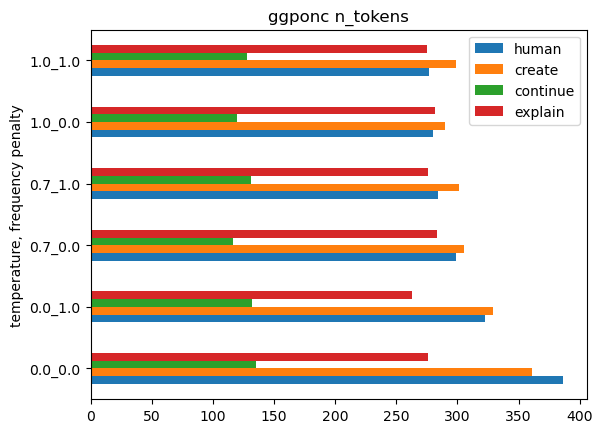 ggponc n_tokens
human
create
continue
explain
temperature, frequency penalty
1.0_1.0
1.0_0.0
0.7_1.0
0.7_0.0
0.0_1.0
0.0_0.0
0 50 100 150 200 250 300 350 400